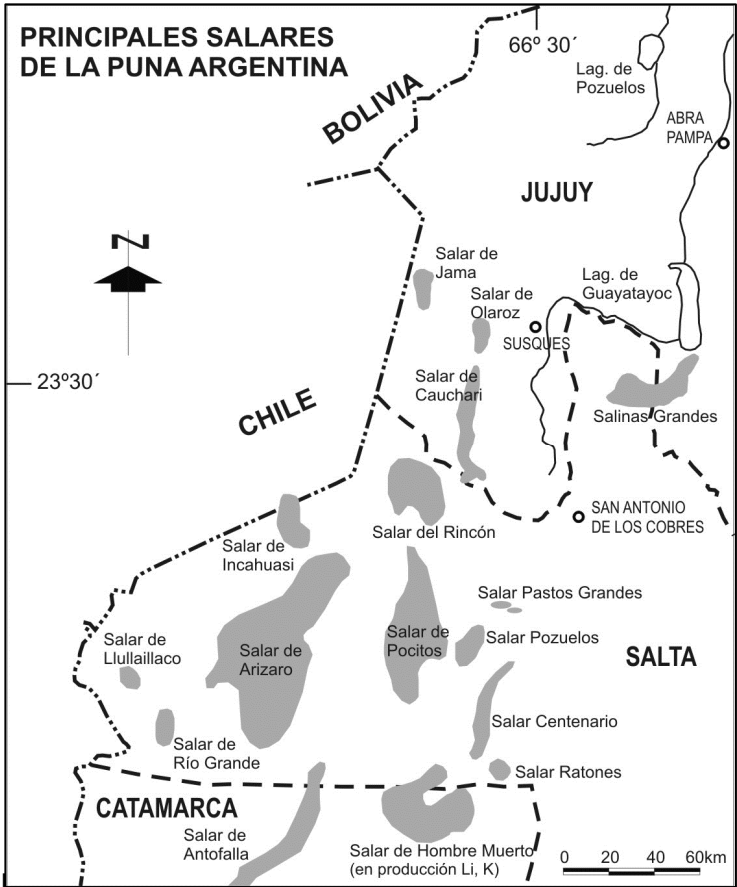 PRINCIPALES SALARES
DE LA PUNA ARGENTINA
66º 30´
Lag. de
Pozuelos
BOLIVIA
ABRA
PAMPA
JUJUY
N
Salar de
Jama
Lag. de
Guayatayoc
Salar de
Olaroz
SUSQUES
23º30´
Salar de
Cauchari
CHILE
Salinas Grandes
SAN ANTONIO
DE LOS COBRES
Salar del Rincón
Salar de
Incahuasi
Salar Pastos Grandes
Salar de
Llullaillaco
Salar de
Arizaro
Salar de
Pocitos
Salar Pozuelos
SALTA
Salar Centenario
Salar de
Río Grande
Salar Ratones
CATAMARCA
Salar de
Antofalla
Salar de Hombre Muerto
(en producción Li, K)
0 20 40 60km